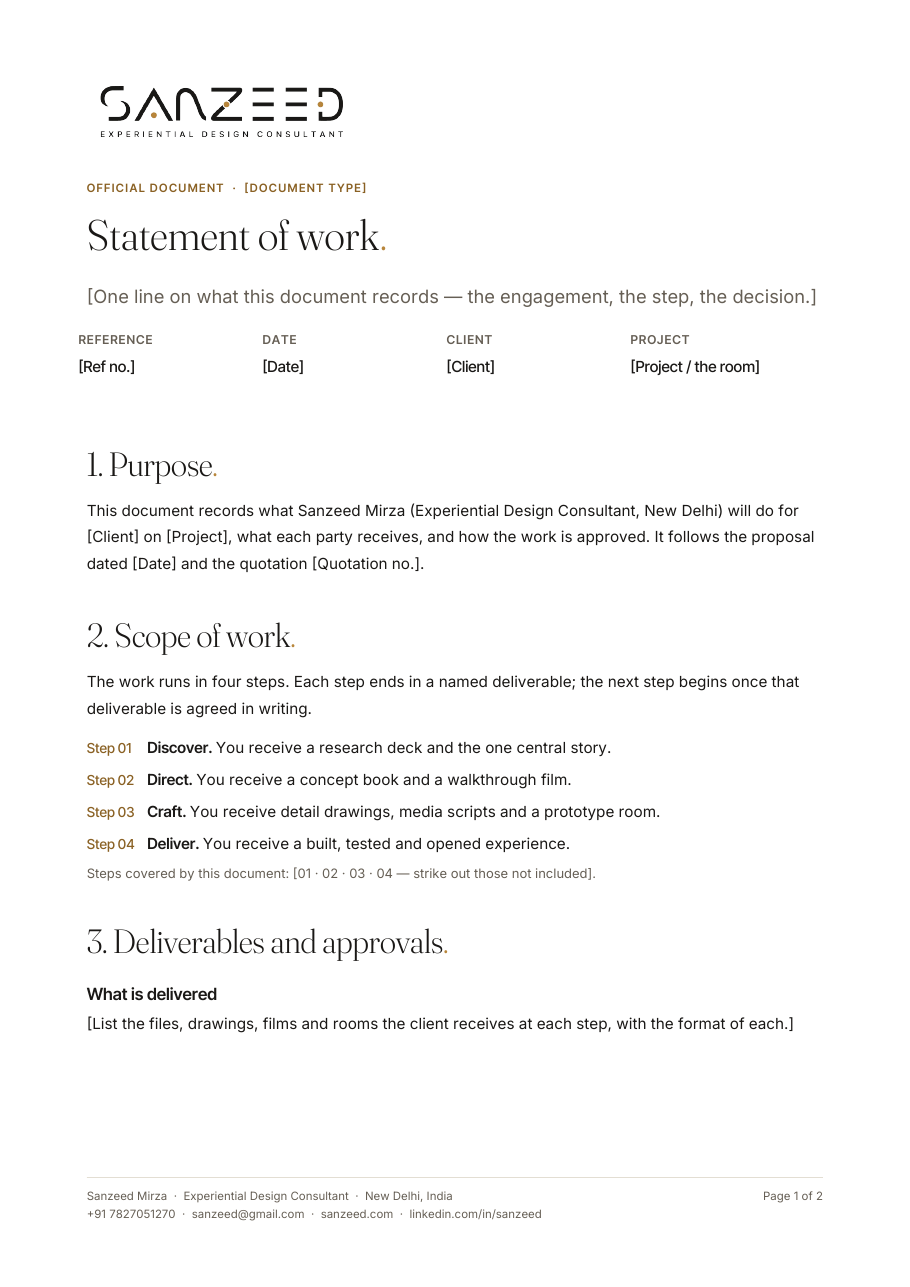 SANZEED
EXPERIENTIAL DESIGN CONSULTANT
OFFICIAL DOCUMENT · [DOCUMENT TYPE]
Statement of work.
[One line on what this document records — the engagement, the step, the decision.]
REFERENCE DATE CLIENT PROJECT
[Ref no.] [Date] [Client] [Project / the room]
1. Purpose.
This document records what Sanzeed Mirza (Experiential Design Consultant, New Delhi) will do for
[Client] on [Project], what each party receives, and how the work is approved. It follows the proposal
dated [Date] and the quotation [Quotation no.].
2. Scope of work.
The work runs in four steps. Each step ends in a named deliverable; the next step begins once that
deliverable is agreed in writing.
Step 01 Discover. You receive a research deck and the one central story.
Step 02 Direct. You receive a concept book and a walkthrough film.
Step 03 Craft. You receive detail drawings, media scripts and a prototype room.
Step 04 Deliver. You receive a built, tested and opened experience.
Steps covered by this document: [01 · 02 · 03 · 04 — strike out those not included].
3. Deliverables and approvals.
What is delivered
[List the files, drawings, films and rooms the client receives at each step, with the format of each.]
Sanzeed Mirza · Experiential Design Consultant · New Delhi, India Page 1 of 2
+91 7827051270 · sanzeed@gmail.com · sanzeed.com · linkedin.com/in/sanzeed